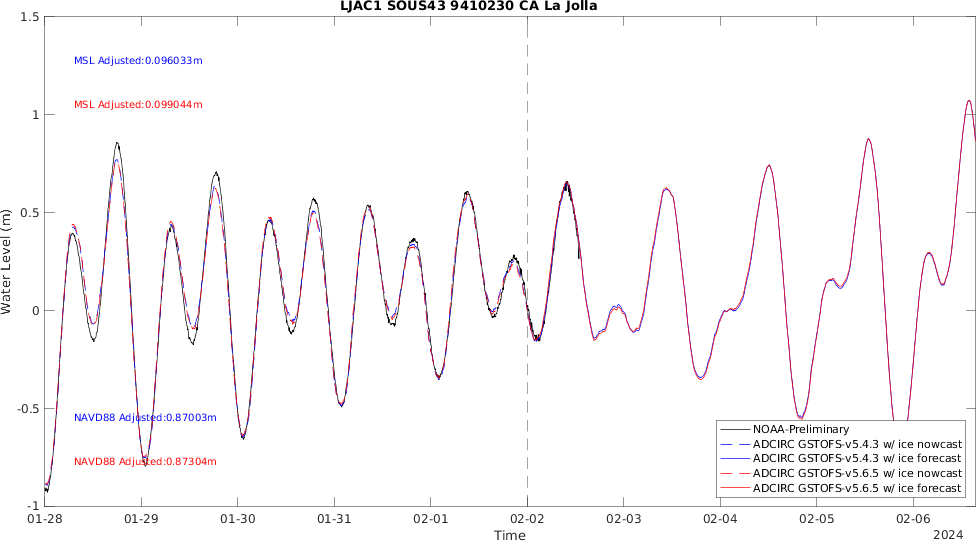 LJAC1 SOUS43 9410230 CA La Jolla
1.5
MSL Adjusted:0.096033m
MSL Adjusted:0.099044m
1
0.5
Water Level (m)
0
-0.5
NAVD88 Adjusted:0.87003m
NAVD88 Adjusted:0.87304m
NOAA-Preliminary
ADCIRC GSTOFS-v5.4.3 w/ ice nowcast
ADCIRC GSTOFS-v5.4.3 w/ ice forecast
ADCIRC GSTOFS-v5.6.5 w/ ice nowcast
ADCIRC GSTOFS-v5.6.5 w/ ice forecast
-1
01-28 01-29 01-30 01-31 02-01 02-02 02-03 02-04 02-05 02-06
Time
2024